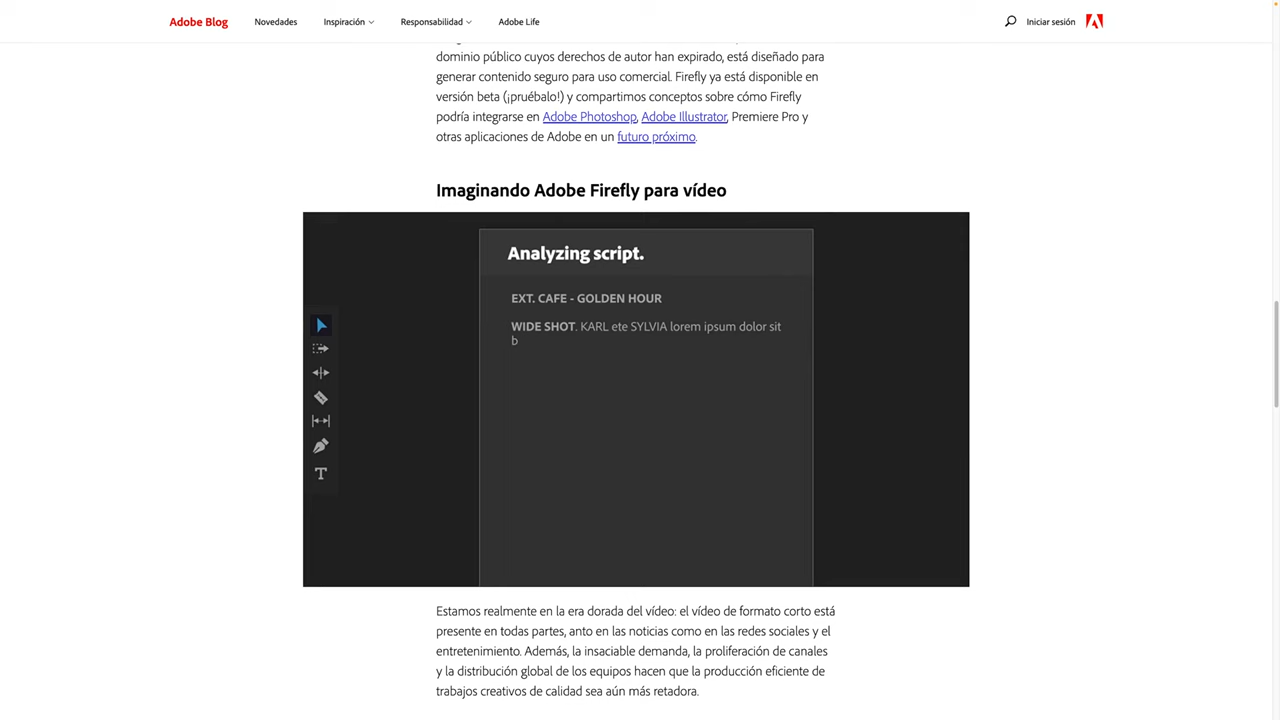 Adobe Blog Novedades Inspiración Responsabilidad Adobe Life Iniciar sesión
dominio público cuyos derechos de autor han expirado, está diseñado para
generar contenido seguro para uso comercial. Firefly ya está disponible en
versión beta (¡pruébalo!) y compartimos conceptos sobre cómo Firefly
podría integrarse en Adobe Photoshop, Adobe Illustrator, Premiere Pro y
otras aplicaciones de Adobe en un futuro próximo.
Imaginando Adobe Firefly para vídeo
Analyzing script.
EXT. CAFE - GOLDEN HOUR
WIDE SHOT. KARL ete SYLVIA lorem ipsum dolor sit
b
T
Estamos realmente en la era dorada del vídeo: el vídeo de formato corto está
presente en todas partes, anto en las noticias como en las redes sociales y el
entretenimiento. Además, la insaciable demanda, la proliferación de canales
y la distribución global de los equipos hacen que la producción eficiente de
trabajos creativos de calidad sea aún más retadora.